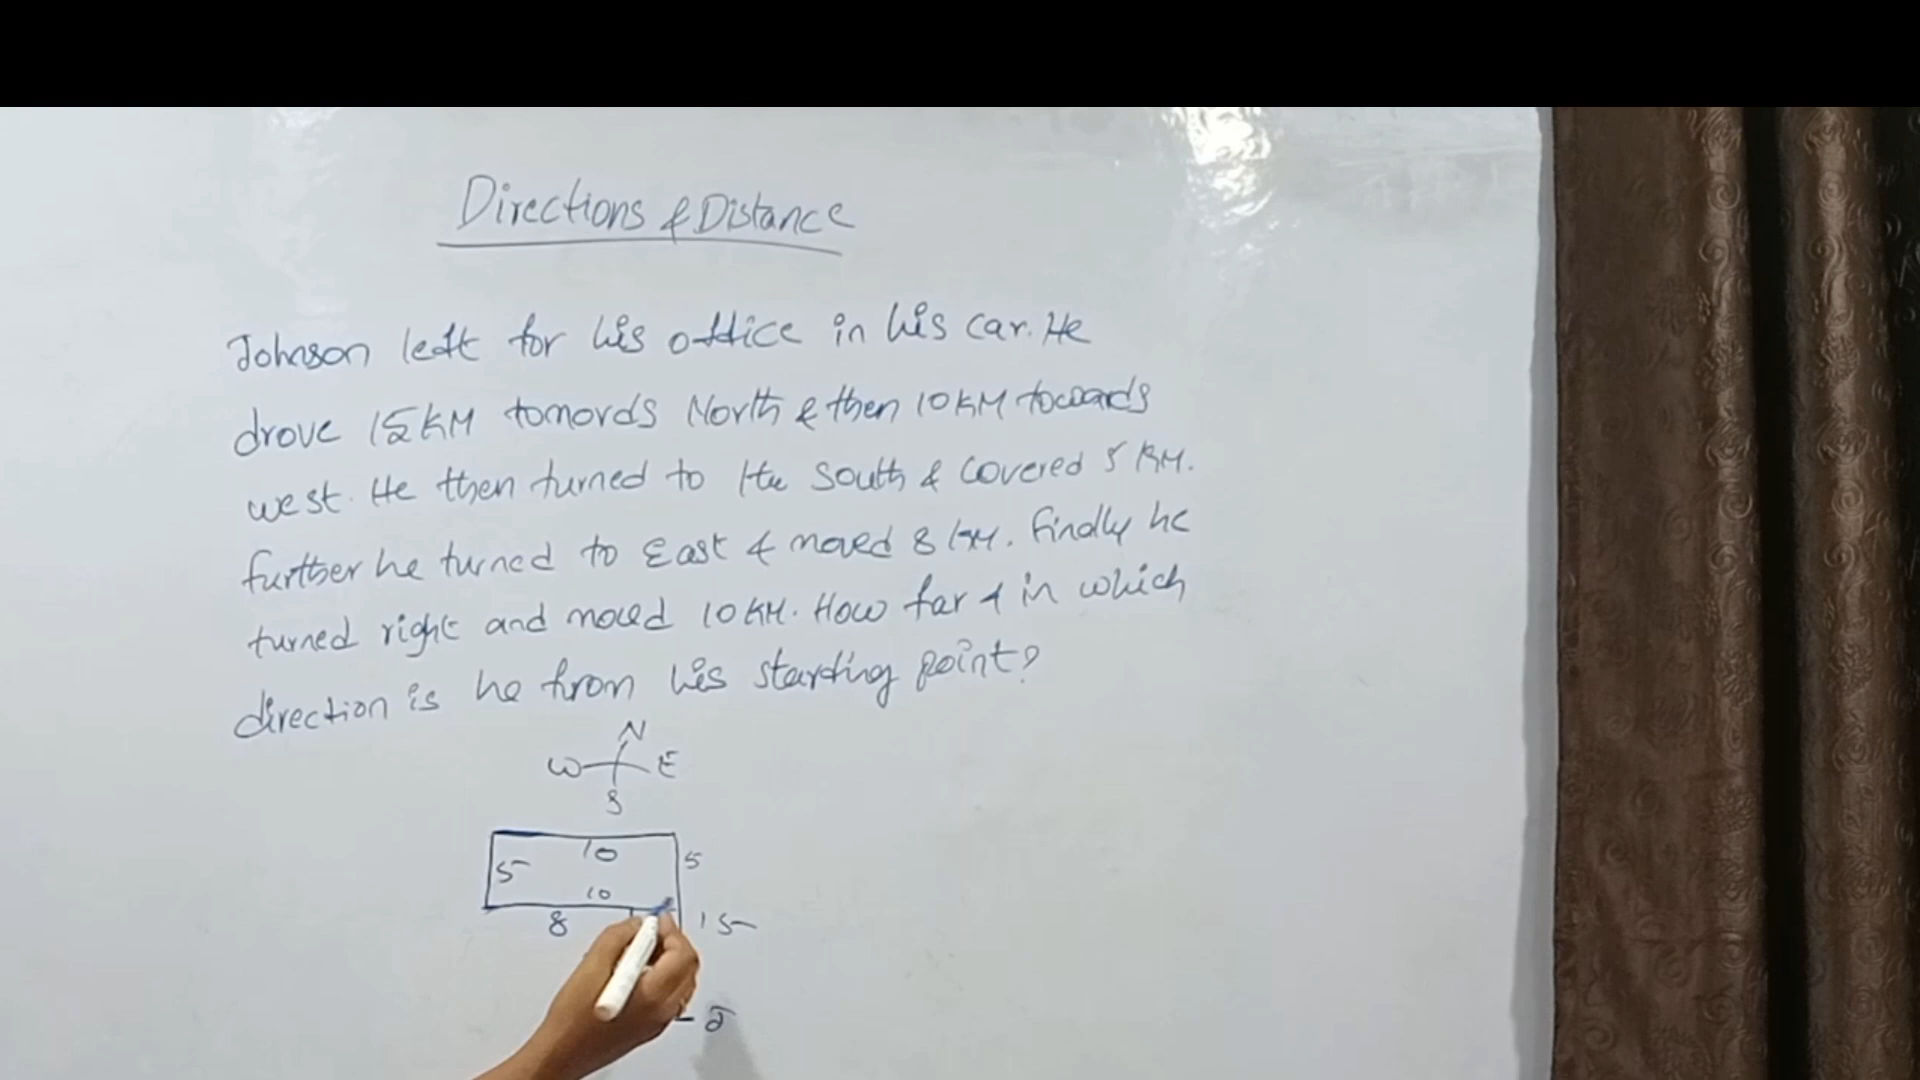 Directions & Distance
Johnson left for his office in his car. He
drove 15KM towards North & then 10KM towards
west. He then turned to the South & covered 5 KM.
further he turned to East & moved 8 KM. finally he
turned right and moved 10KM. How far & in which
direction is he from his starting point?
N
W E
S
10
5 5
10
8 15
J